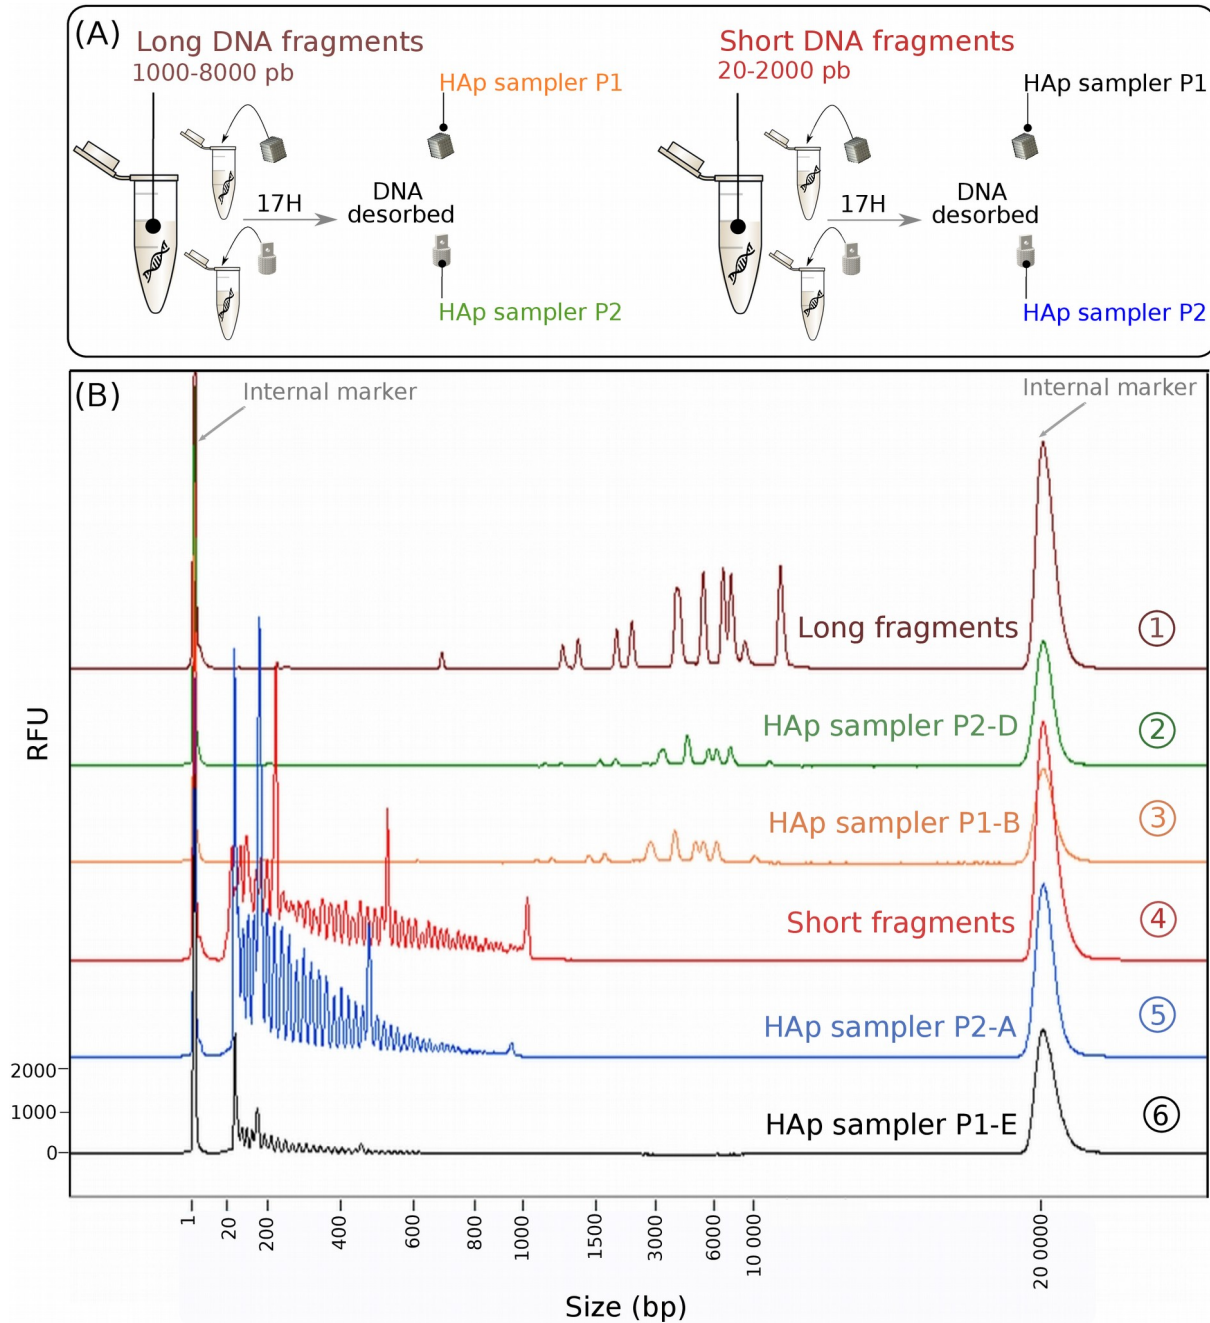 (A)
Long DNA fragments
1000-8000 pb
HAp sampler P1
17H
DNA
desorbed
HAp sampler P2
Short DNA fragments
20-2000 pb
HAp sampler P1
17H
DNA
desorbed
HAp sampler P2
(B)
Internal marker
Internal marker
Long fragments
1
HAp sampler P2-D
2
HAp sampler P1-B
3
Short fragments
4
HAp sampler P2-A
5
HAp sampler P1-E
6
RFU
2000
1000
0
1
20
200
400
600
800
1000
1500
3000
6000
10 000
20 0000
Size (bp)